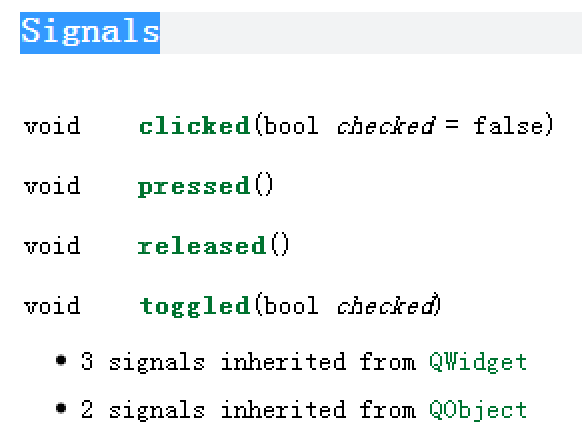 Signals
void clicked(bool checked = false)
void pressed()
void released()
void toggled(bool checked)
• 3 signals inherited from QWidget
• 2 signals inherited from QObject